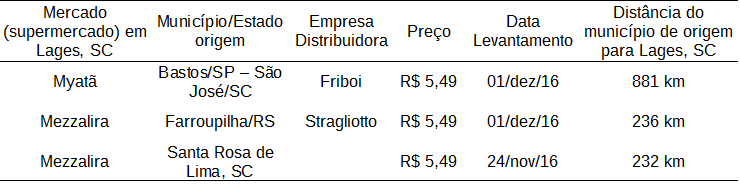 Mercado (supermercado) em Lages, SC | Município/Estado origem | Empresa Distribuidora | Preço | Data Levantamento | Distância do município de origem para Lages, SC
Myatã | Bastos/SP – São José/SC | Friboi | R$ 5,49 | 01/dez/16 | 881 km
Mezzalira | Farroupilha/RS | Stragliotto | R$ 5,49 | 01/dez/16 | 236 km
Mezzalira | Santa Rosa de Lima, SC | | R$ 5,49 | 24/nov/16 | 232 km